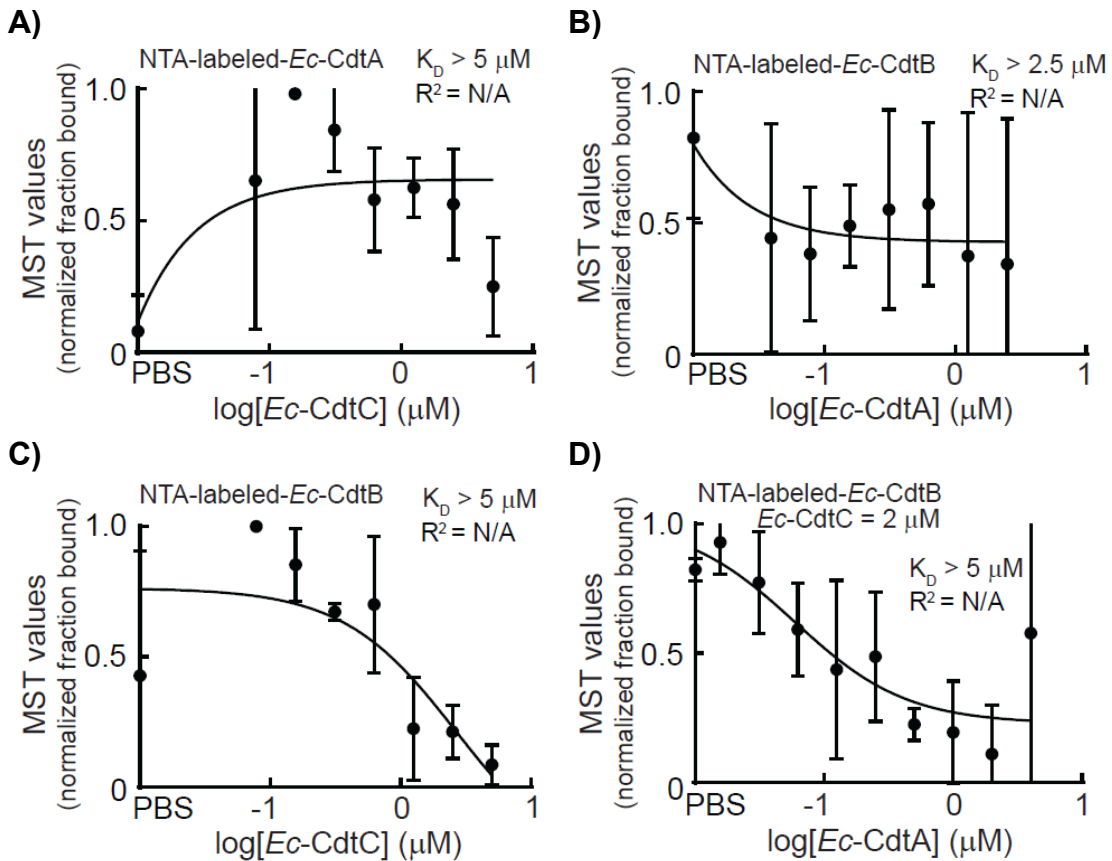 A)
NTA-labeled-Ec-CdtA
K_D > 5 μM
R² = N/A
MST values
(normalized fraction bound)
1.0
0.5
0
PBS
-1
0
1
log[Ec-CdtC] (μM)
B)
NTA-labeled-Ec-CdtB
K_D > 2.5 μM
R² = N/A
MST values
(normalized fraction bound)
1.0
0.5
0
PBS
-1
0
1
log[Ec-CdtA] (μM)
C)
NTA-labeled-Ec-CdtB
K_D > 5 μM
R² = N/A
MST values
(normalized fraction bound)
1.0
0.5
0
PBS
-1
0
1
log[Ec-CdtC] (μM)
D)
NTA-labeled-Ec-CdtB
Ec-CdtC = 2 μM
K_D > 5 μM
R² = N/A
MST values
(normalized fraction bound)
1.0
0.5
0
PBS
-1
0
1
log[Ec-CdtA] (μM)